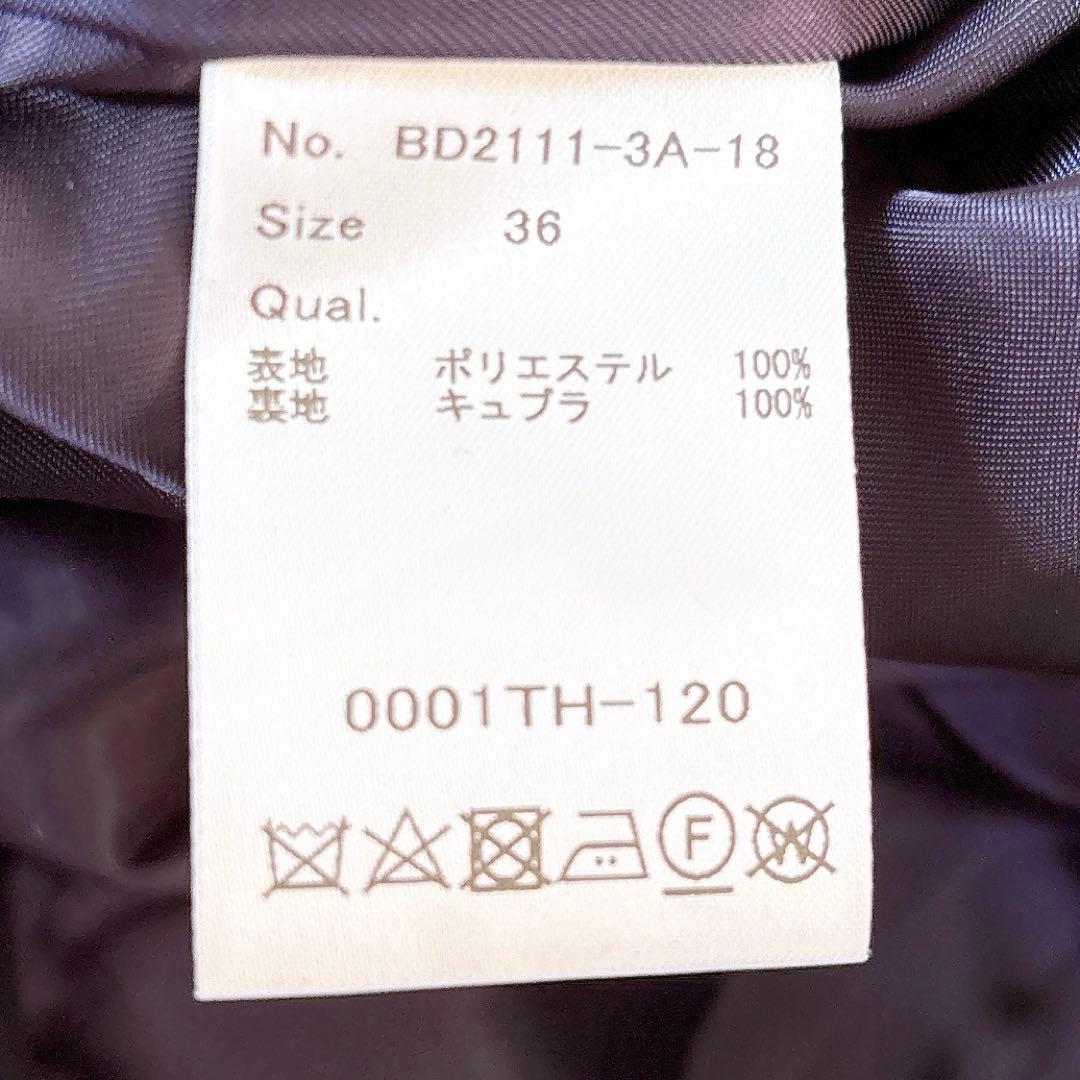 No. BD2111-3A-18
Size 36
Qual.
表地 ポリエステル 100%
裏地 キュプラ 100%
0001TH-120
F
W